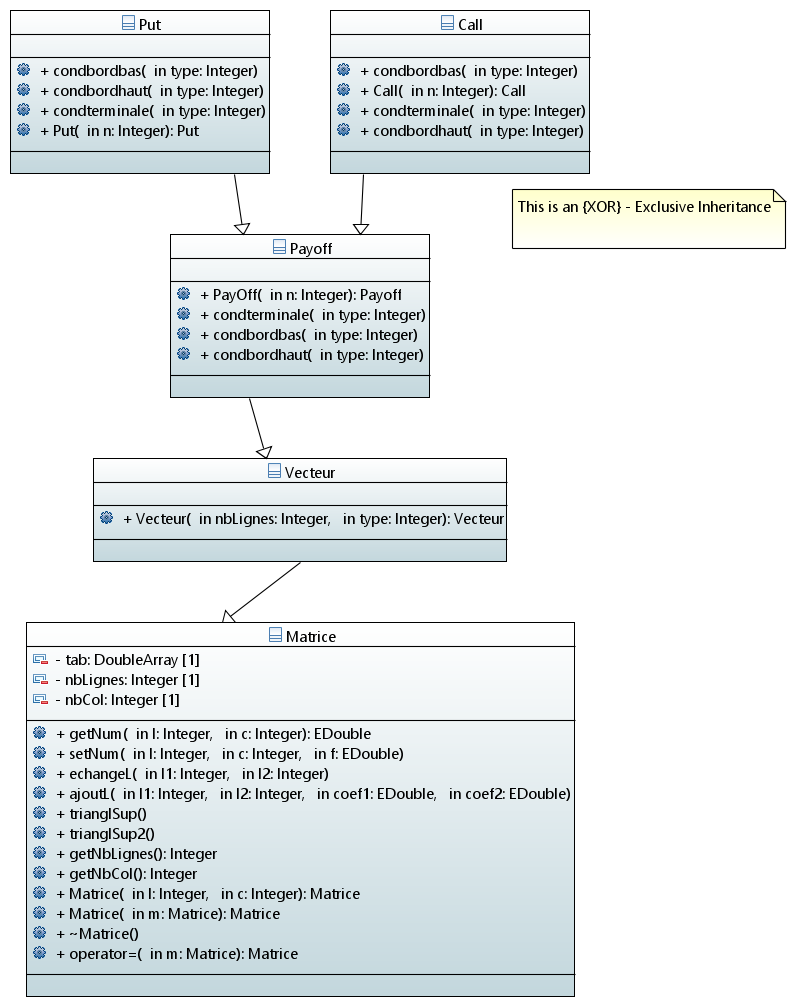 Put
+ condbordbas(  in type: Integer)
+ condbordhaut(  in type: Integer)
+ condterminale(  in type: Integer)
+ Put(  in n: Integer): Put
Call
+ condbordbas(  in type: Integer)
+ Call(  in n: Integer): Call
+ condterminale(  in type: Integer)
+ condbordhaut(  in type: Integer)
This is an {XOR} - Exclusive Inheritance
Payoff
+ PayOff(  in n: Integer): Payoff
+ condterminale(  in type: Integer)
+ condbordbas(  in type: Integer)
+ condbordhaut(  in type: Integer)
Vecteur
+ Vecteur(  in nbLignes: Integer,   in type: Integer): Vecteur
Matrice
- tab: DoubleArray [1]
- nbLignes: Integer [1]
- nbCol: Integer [1]
+ getNum(  in l: Integer,   in c: Integer): EDouble
+ setNum(  in l: Integer,   in c: Integer,   in f: EDouble)
+ echangeL(  in l1: Integer,   in l2: Integer)
+ ajoutL(  in l1: Integer,   in l2: Integer,   in coef1: EDouble,   in coef2: EDouble)
+ trianglSup()
+ trianglSup2()
+ getNbLignes(): Integer
+ getNbCol(): Integer
+ Matrice(  in l: Integer,   in c: Integer): Matrice
+ Matrice(  in m: Matrice): Matrice
+ ~Matrice()
+ operator=(  in m: Matrice): Matrice